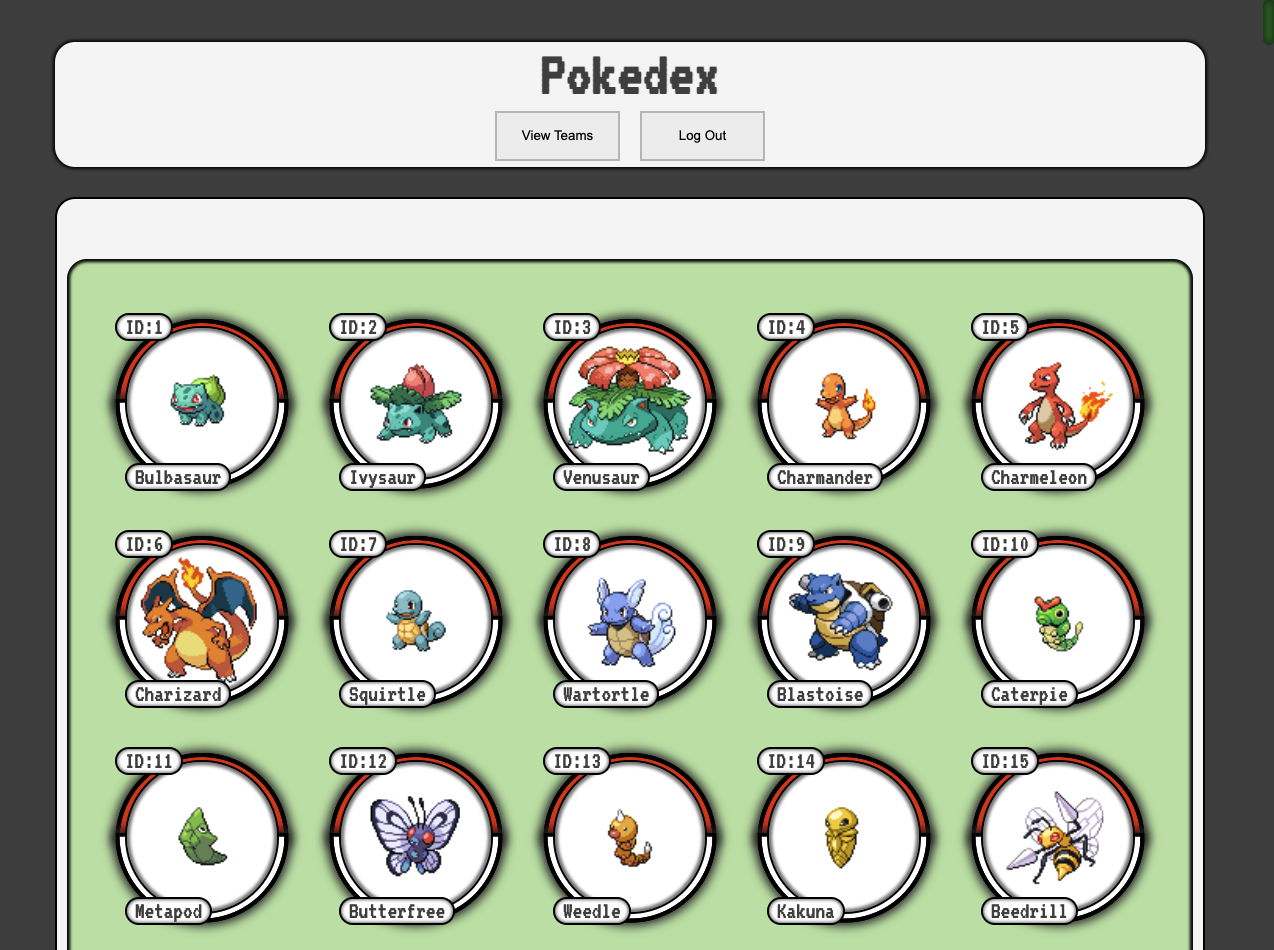 Pokedex
View Teams Log Out
ID:1 ID:2 ID:3 ID:4 ID:5
Bulbasaur Ivysaur Venusaur Charmander Charmeleon
ID:6 ID:7 ID:8 ID:9 ID:10
Charizard Squirtle Wartortle Blastoise Caterpie
ID:11 ID:12 ID:13 ID:14 ID:15
Metapod Butterfree Weedle Kakuna Beedrill